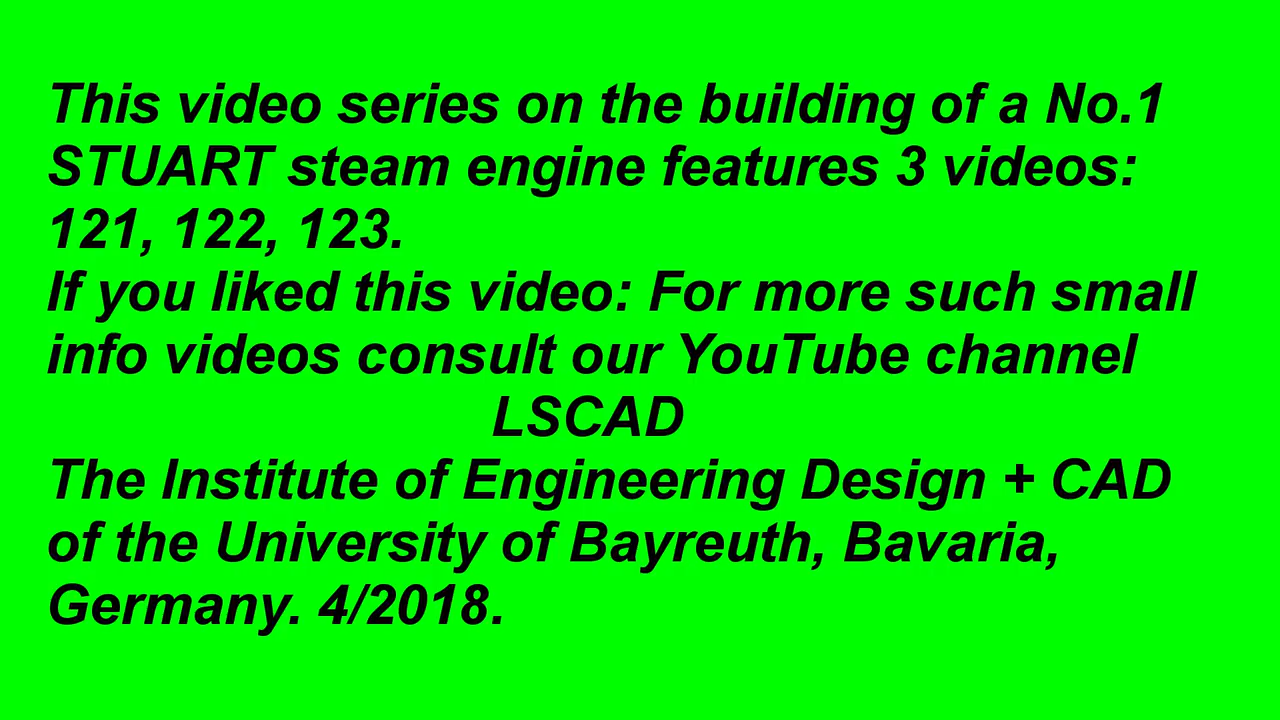 This video series on the building of a No.1
STUART steam engine features 3 videos:
121, 122, 123.
If you liked this video: For more such small
info videos consult our YouTube channel
LSCAD
The Institute of Engineering Design + CAD
of the University of Bayreuth, Bavaria,
Germany. 4/2018.